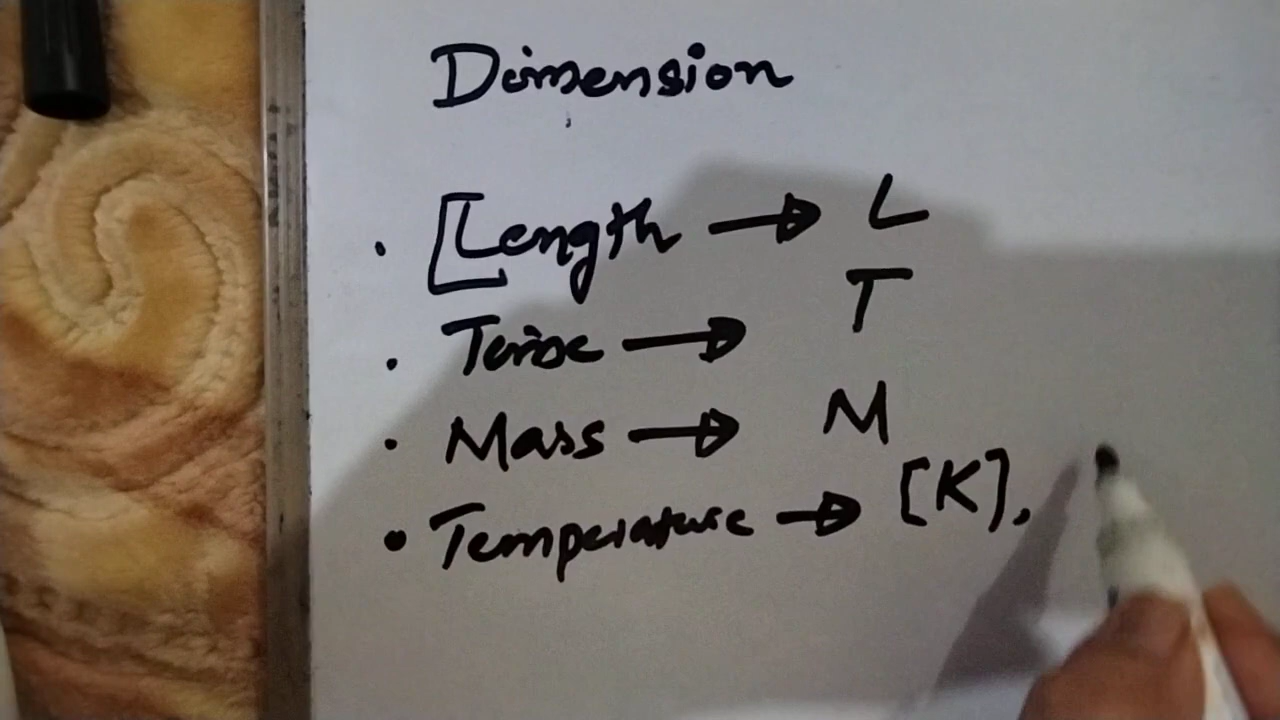 Dimension
. [Length → L
. Time → T
. Mass → M
• Temperature → [K].